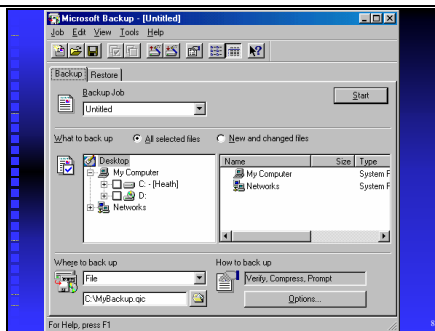 Microsoft Backup - [Untitled]
Job Edit View Tools Help
Backup Restore
Backup Job
Untitled
Start
What to back up All selected files New and changed files
Desktop
My Computer
C: - [Heath]
D:
Networks
Name Size Type
My Computer System F
Networks System F
Where to back up
File
C:\MyBackup.qic
How to back up
Verify, Compress, Prompt
Options...
For Help, press F1
8